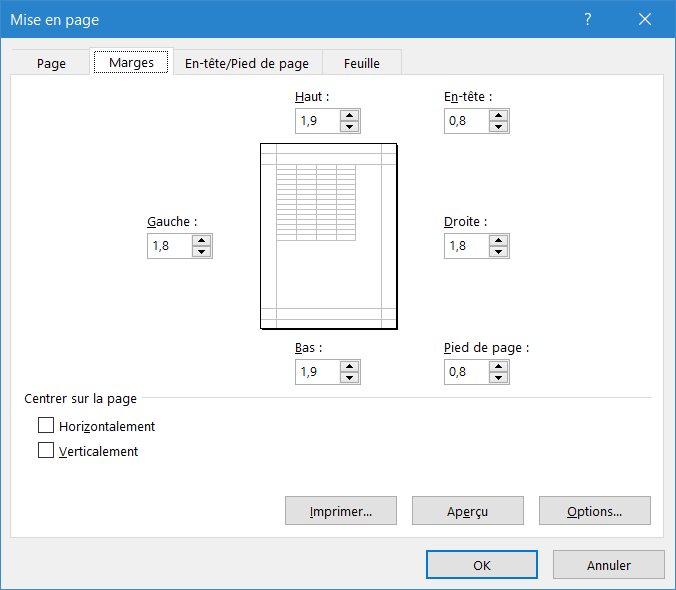 Mise en page ?
Page Marges En-tête/Pied de page Feuille
Haut : En-tête :
1,9 0,8
Gauche : Droite :
1,8 1,8
Bas : Pied de page :
1,9 0,8
Centrer sur la page
Horizontalement
Verticalement
Imprimer... Aperçu Options...
OK Annuler